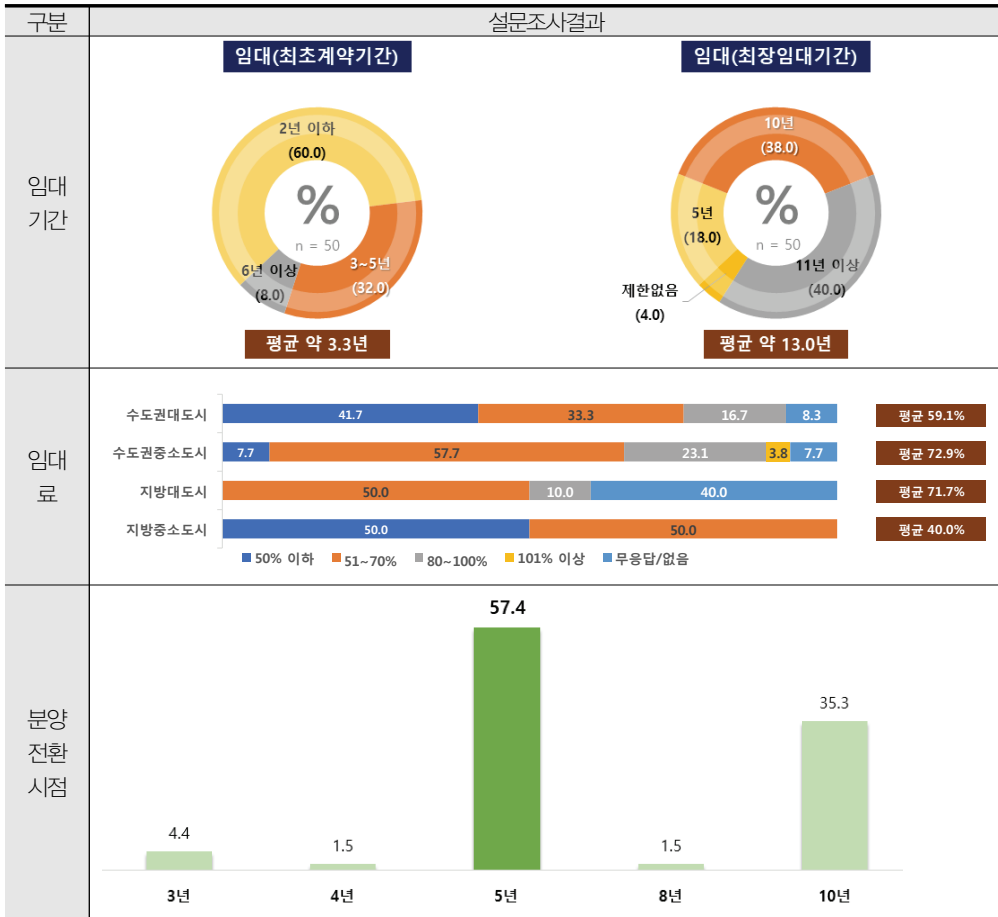 구분
설문조사결과
임대
기간
임대(최초계약기간)
2년 이하
(60.0)
%
n = 50
6년 이상
(8.0)
3~5년
(32.0)
평균 약 3.3년
임대(최장임대기간)
10년
(38.0)
5년
(18.0)
%
n = 50
11년 이상
(40.0)
제한없음
(4.0)
평균 약 13.0년
임대
료
수도권대도시 41.7 33.3 16.7 8.3 평균 59.1%
수도권중소도시 7.7 57.7 23.1 3.8 7.7 평균 72.9%
지방대도시 50.0 10.0 40.0 평균 71.7%
지방중소도시 50.0 50.0 평균 40.0%
50% 이하 51~70% 80~100% 101% 이상 무응답/없음
분양
전환
시점
57.4
35.3
4.4
1.5
1.5
3년 4년 5년 8년 10년